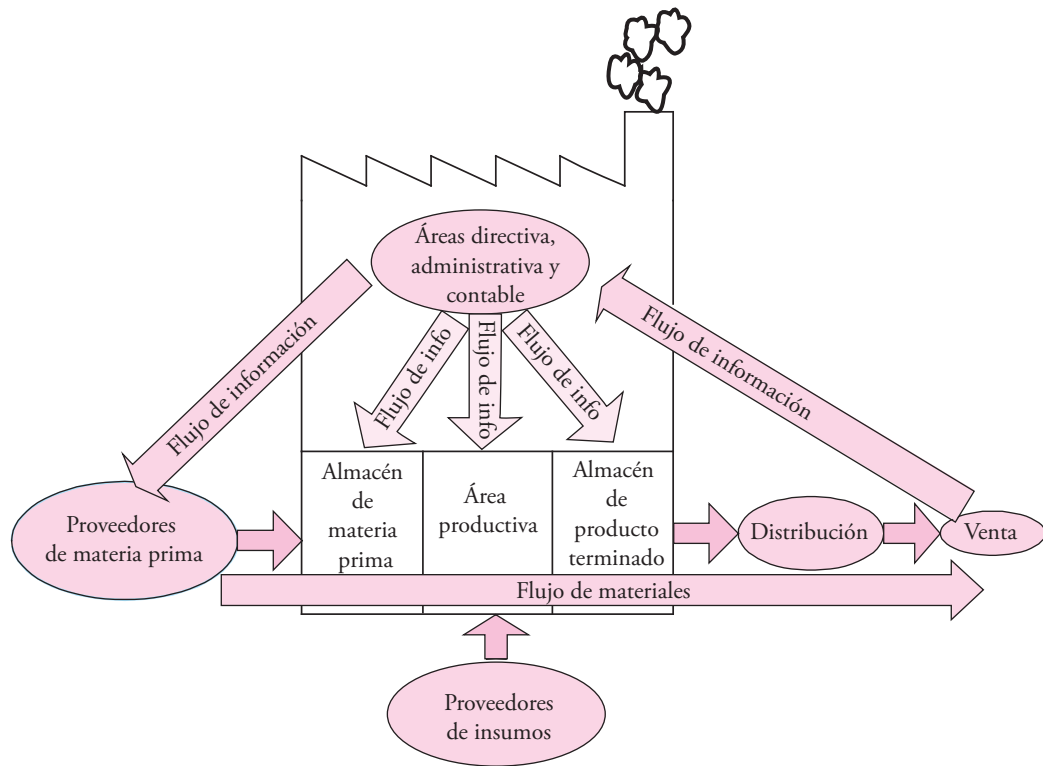 Áreas directiva,
administrativa y
contable
Flujo de información
Flujo de info
Flujo de info
Flujo de info
Flujo de información
Almacén
de
materia
prima
Área
productiva
Almacén
de
producto
terminado
Proveedores
de materia prima
Distribución
Venta
Flujo de materiales
Proveedores
de insumos